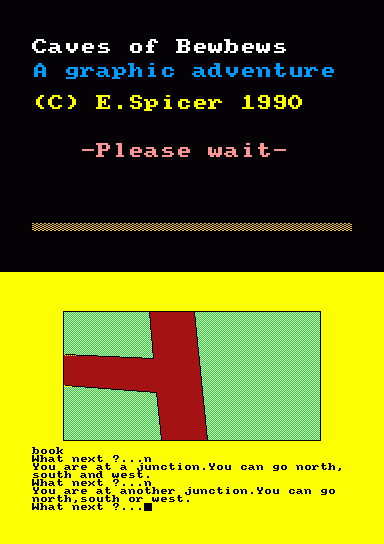 Caves of Bewbews
A graphic adventure
(C) E.Spicer 1990
-Please wait-
book
What next ?...n
You are at a junction.You can go north,
south and west.
What next ?...n
You are at another junction.You can go
north,south or west.
What next ?...